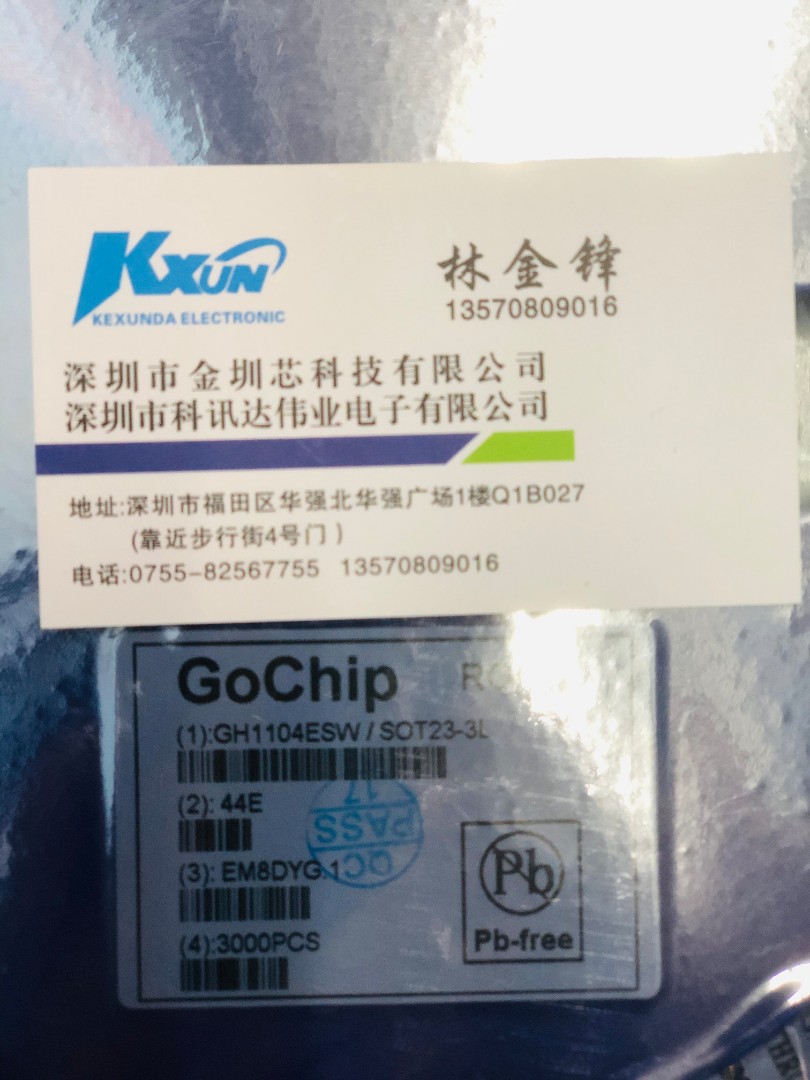 KXUN
KEXUNDA ELECTRONIC
林金锋
13570809016
深圳市金圳芯科技有限公司
深圳市科讯达伟业电子有限公司
地址:深圳市福田区华强北华强广场1楼Q1B027
(靠近步行街4号门)
电话:0755-82567755 13570809016
GoChip
(1):GH1104ESW / SOT23-3L
(2): 44E
(3): EM8DYG.1
(4):3000PCS
QC
PASS
17
Pb
Pb-free